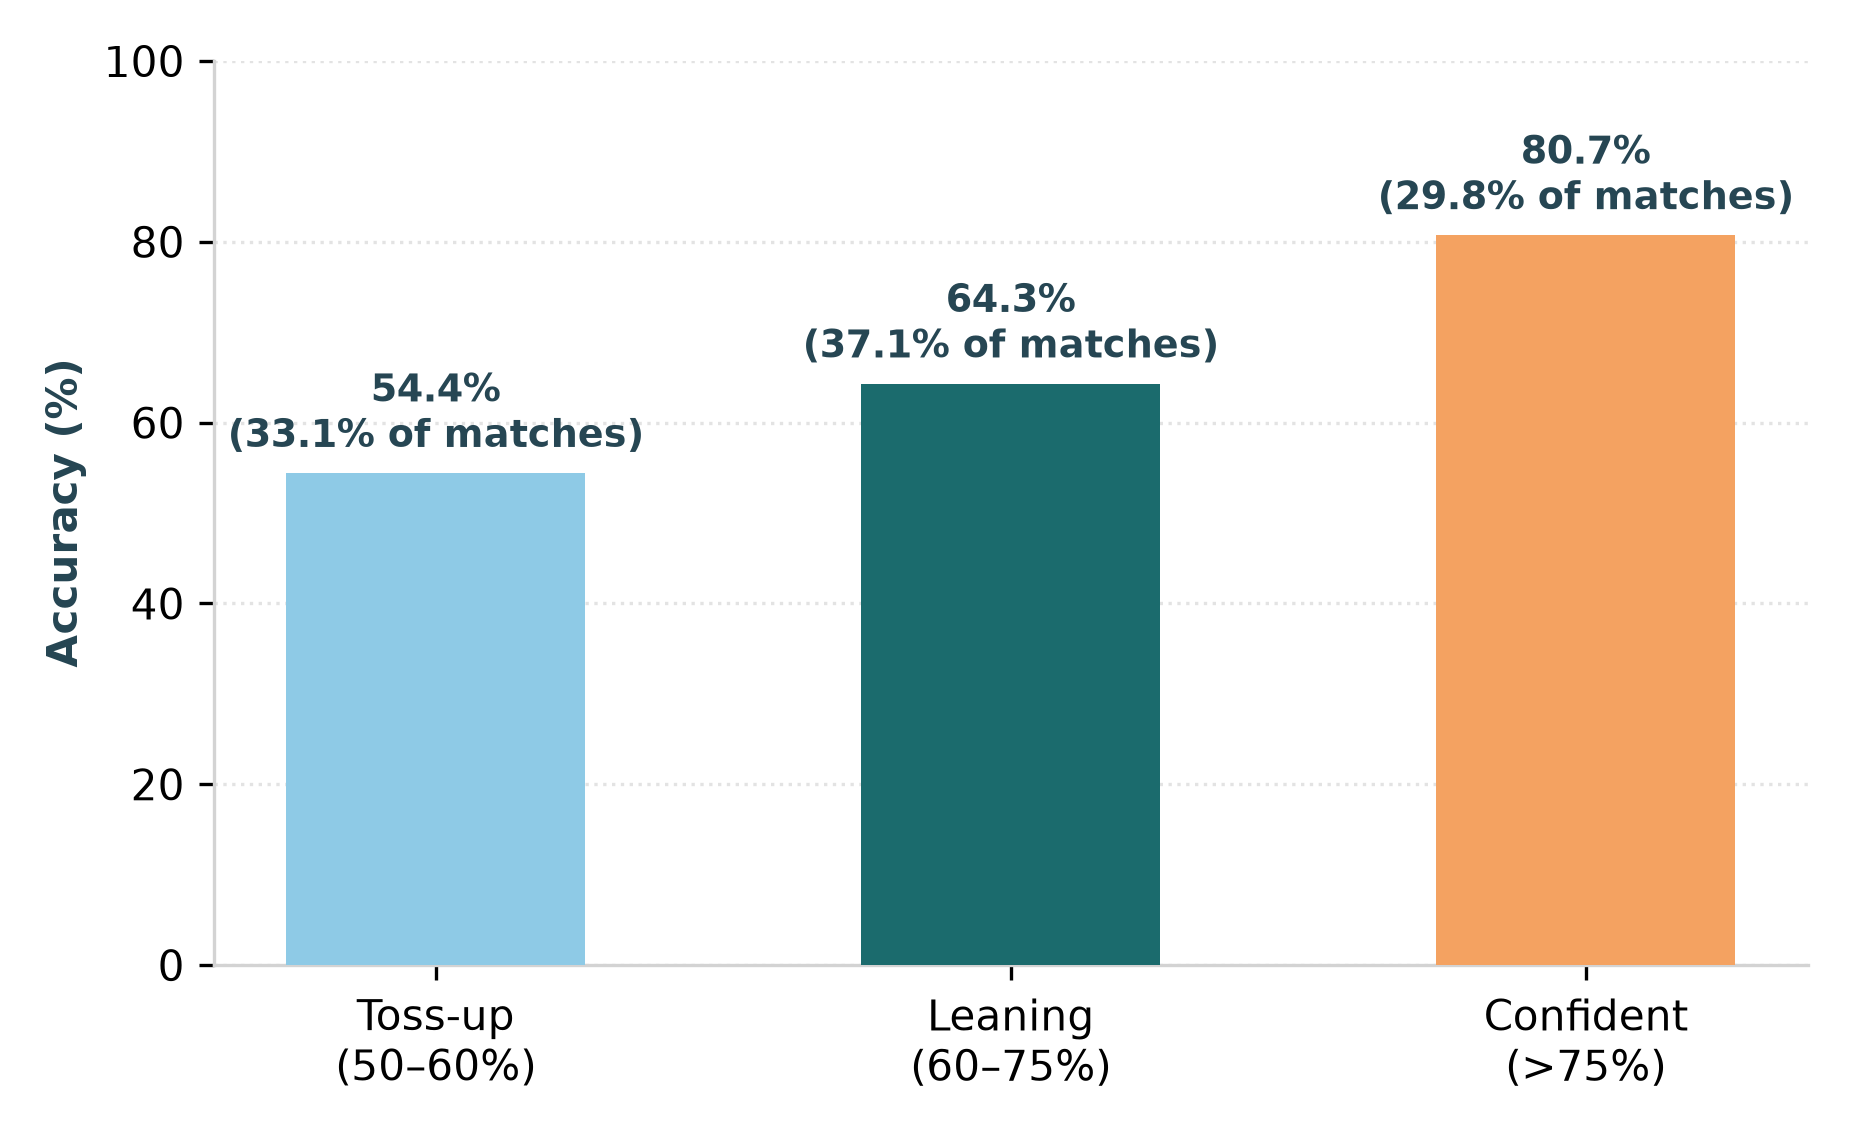 Accuracy (%)
100
80
60
40
20
0
54.4%
(33.1% of matches)
64.3%
(37.1% of matches)
80.7%
(29.8% of matches)
Toss-up
(50–60%)
Leaning
(60–75%)
Confident
(>75%)